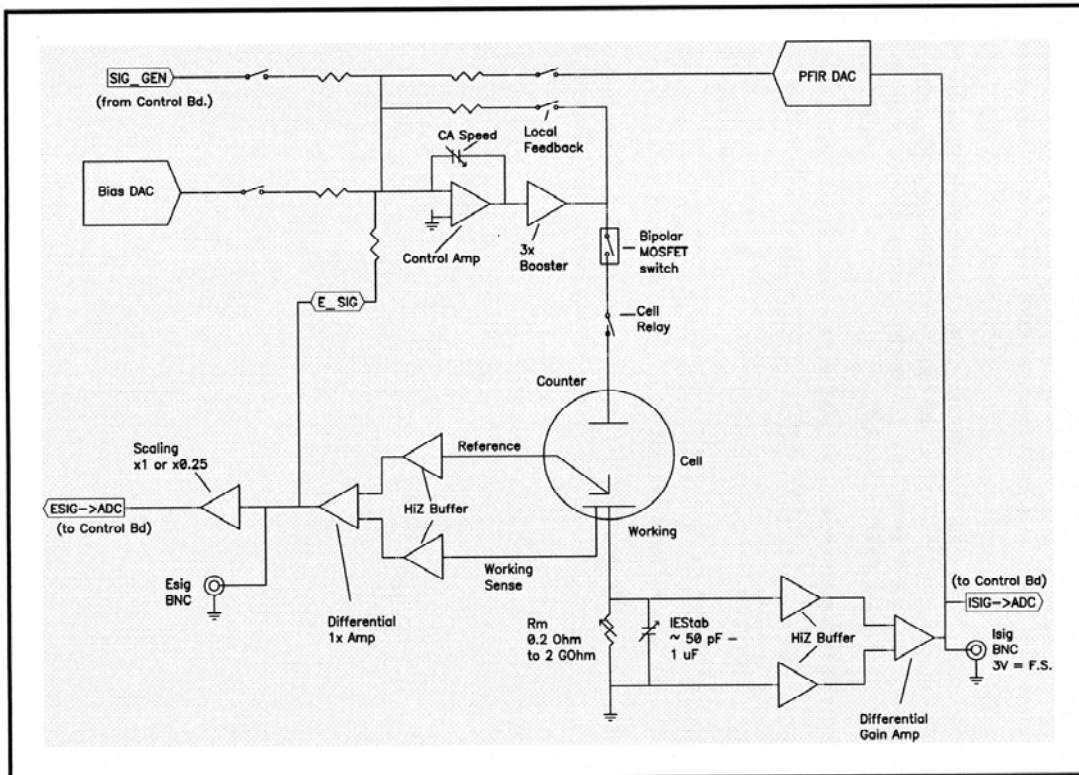 SIG_GEN
(from Control Bd.)
PFIR DAC
CA Speed
Local
Feedback
Bias DAC
Control Amp
3x
Booster
Bipolar
MOSFET
switch
E_SIG
Cell
Relay
Counter
Scaling
x1 or x0.25
Reference
Cell
ESIG->ADC
(to Control Bd)
HiZ Buffer
Working
Working
Sense
Esig
BNC
Differential
1x Amp
Rm
0.2 Ohm
to 2 GOhm
IEStab
~ 50 pF -
1 uF
HiZ Buffer
(to Control Bd)
ISIG->ADC
Isig
BNC
3V = F.S.
Differential
Gain Amp